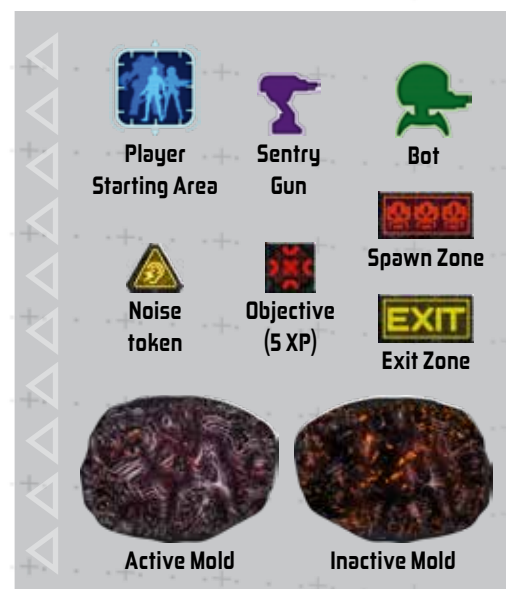 Player
Starting Area
Sentry
Gun
Bot
Spawn Zone
Noise
token
Objective
(5 XP)
EXIT
Exit Zone
Active Mold
Inactive Mold